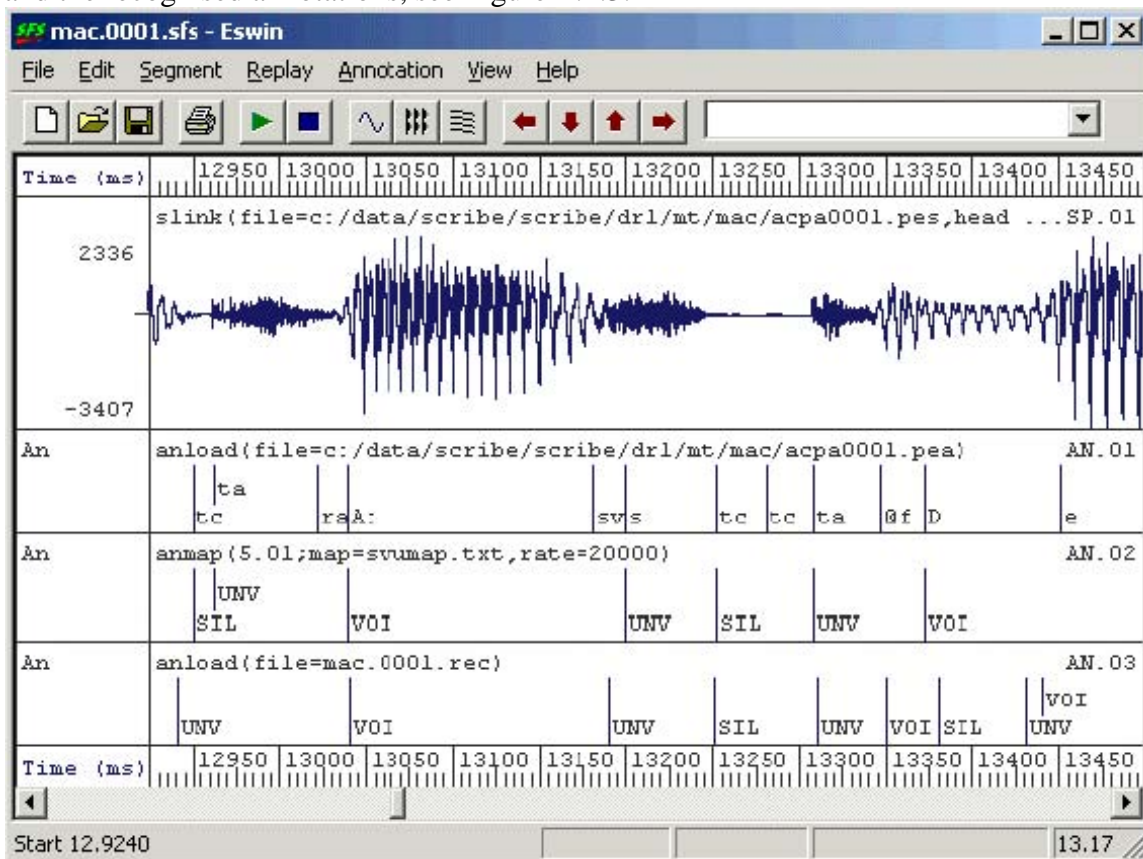 mac.0001.sfs - Eswin
File Edit Segment Replay Annotation View Help
Time (ms) 12950 13000 13050 13100 13150 13200 13250 13300 13350 13400 13450
slink(file=c:/data/scribe/scribe/drl/mt/mac/acpa0001.pes,head ...SP.01
2336
-3407
An anload(file=c:/data/scribe/scribe/drl/mt/mac/acpa0001.pea) AN.01
ta
tc raA: svs tc tc ta @f D e
An anmap(5.01;map=svumap.txt,rate=20000) AN.02
UNV
SIL VOI UNV SIL UNV VOI
An anload(file=mac.0001.rec) AN.03
VOI
UNV VOI UNV SIL UNV VOI SIL UNV
Time (ms) 12950 13000 13050 13100 13150 13200 13250 13300 13350 13400 13450
Start 12.9240 13.17